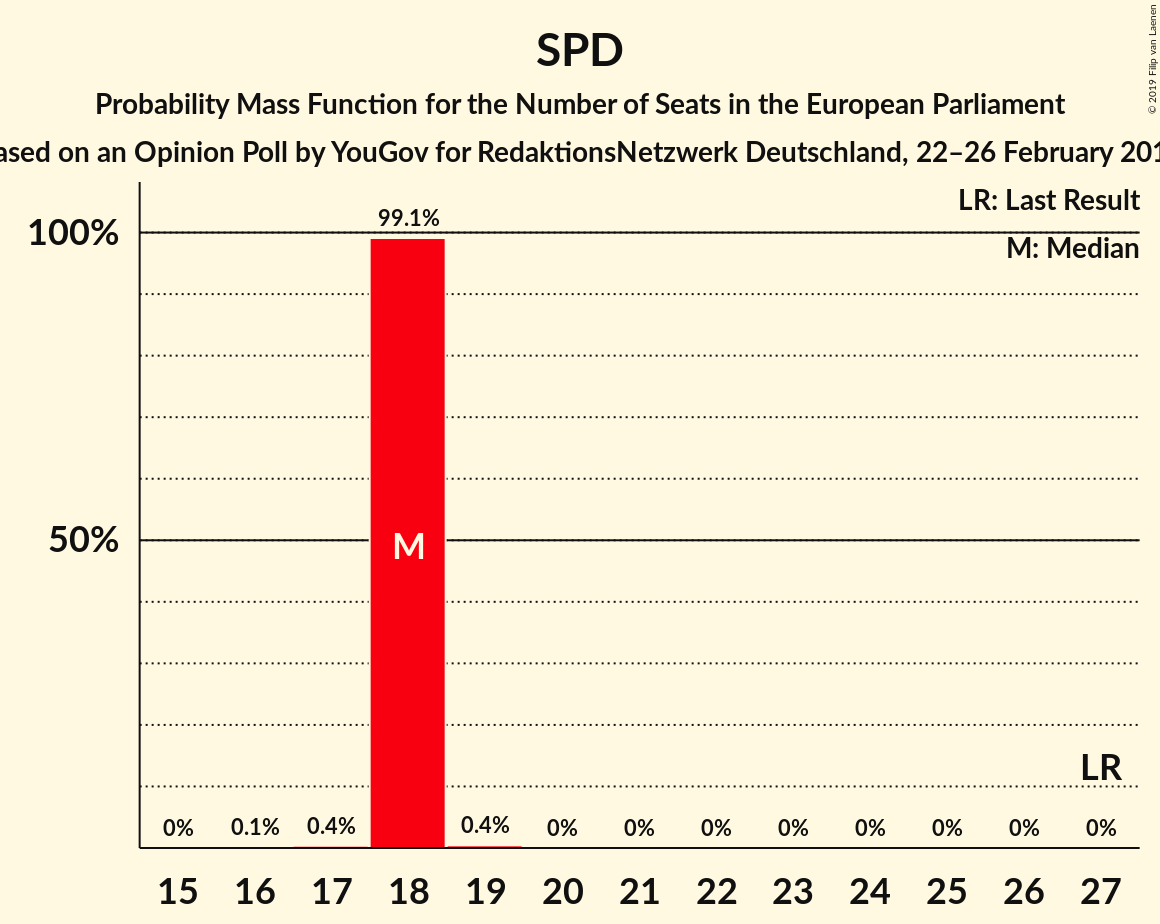 SPD
Probability Mass Function for the Number of Seats in the European Parliament
ased on an Opinion Poll by YouGov for RedaktionsNetzwerk Deutschland, 22–26 February 201
© 2019 Filip van Laenen
LR: Last Result
M: Median
100%
50%
99.1%
M
LR
0% 0.1% 0.4% 0.4% 0% 0% 0% 0% 0% 0% 0% 0%
15 16 17 18 19 20 21 22 23 24 25 26 27